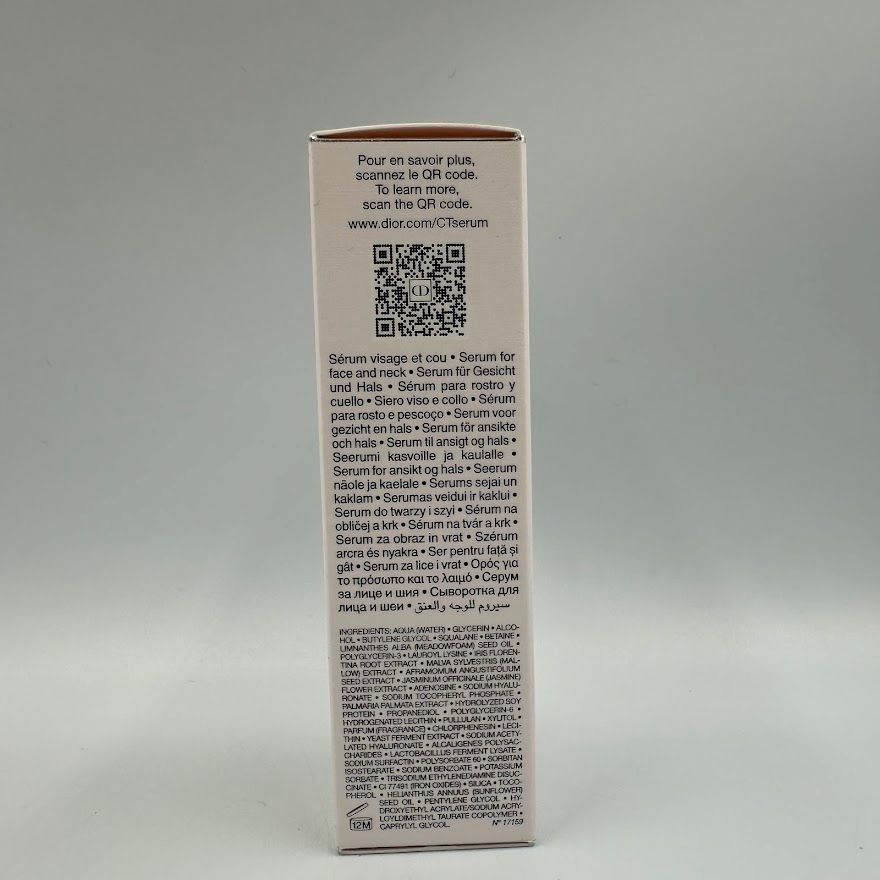 Pour en savoir plus,
scannez le QR code.
To learn more,
scan the QR code.
www.dior.com/CTserum
CD
Sérum visage et cou • Serum for
face and neck • Serum für Gesicht
und Hals • Sérum para rostro y
cuello • Siero viso e collo • Sérum
para rosto e pescoço • Serum voor
gezicht en hals • Serum för ansikte
och hals • Serum til ansigt og hals •
Seerumi kasvoille ja kaulalle •
Serum for ansikt og hals • Seerum
näole ja kaelale • Serums sejai un
kaklam • Serumas veidui ir kaklui •
Serum do twarzy i szyi • Sérum na
obličej a krk • Sérum na tvár a krk •
Serum za obraz in vrat • Szérum
arcra és nyakra • Ser pentru față și
gât • Serum za lice i vrat • Ορός για
το πρόσωπο και το λαιμό • Серум
за лице и шия • Сыворотка для
лица и шеи • سيروم للوجه والعنق
INGREDIENTS: AQUA (WATER) • GLYCERIN • ALCO-
HOL • BUTYLENE GLYCOL • SQUALANE • BETAINE •
LIMNANTHES ALBA (MEADOWFOAM) SEED OIL •
POLYGLYCERIN-3 • LAUROYL LYSINE • IRIS FLOREN-
TINA ROOT EXTRACT • MALVA SYLVESTRIS (MAL-
LOW) EXTRACT • AFRAMOMUM ANGUSTIFOLIUM
SEED EXTRACT • JASMINUM OFFICINALE (JASMINE)
FLOWER EXTRACT • ADENOSINE • SODIUM HYALU-
RONATE • SODIUM TOCOPHERYL PHOSPHATE •
PALMARIA PALMATA EXTRACT • HYDROLYZED SOY
PROTEIN • PROPANEDIOL • POLYGLYCERIN-6 •
HYDROGENATED LECITHIN • PULLULAN • XYLITOL •
PARFUM (FRAGRANCE) • CHLORPHENESIN • LECI-
THIN • YEAST FERMENT EXTRACT • SODIUM ACETY-
LATED HYALURONATE • ALCALIGENES POLYSAC-
CHARIDES • LACTOBACILLUS FERMENT LYSATE •
SODIUM SURFACTIN • POLYSORBATE 60 • SORBITAN
ISOSTEARATE • SODIUM BENZOATE • POTASSIUM
SORBATE • TRISODIUM ETHYLENEDIAMINE DISUC-
CINATE • CI 77491 (IRON OXIDES) • SILICA • TOCO-
PHEROL • HELIANTHUS ANNUUS (SUNFLOWER)
SEED OIL • PENTYLENE GLYCOL • HY-
DROXYETHYL ACRYLATE/SODIUM ACRY-
LOYLDIMETHYL TAURATE COPOLYMER •
CAPRYLYL GLYCOL. N° 17159
12M